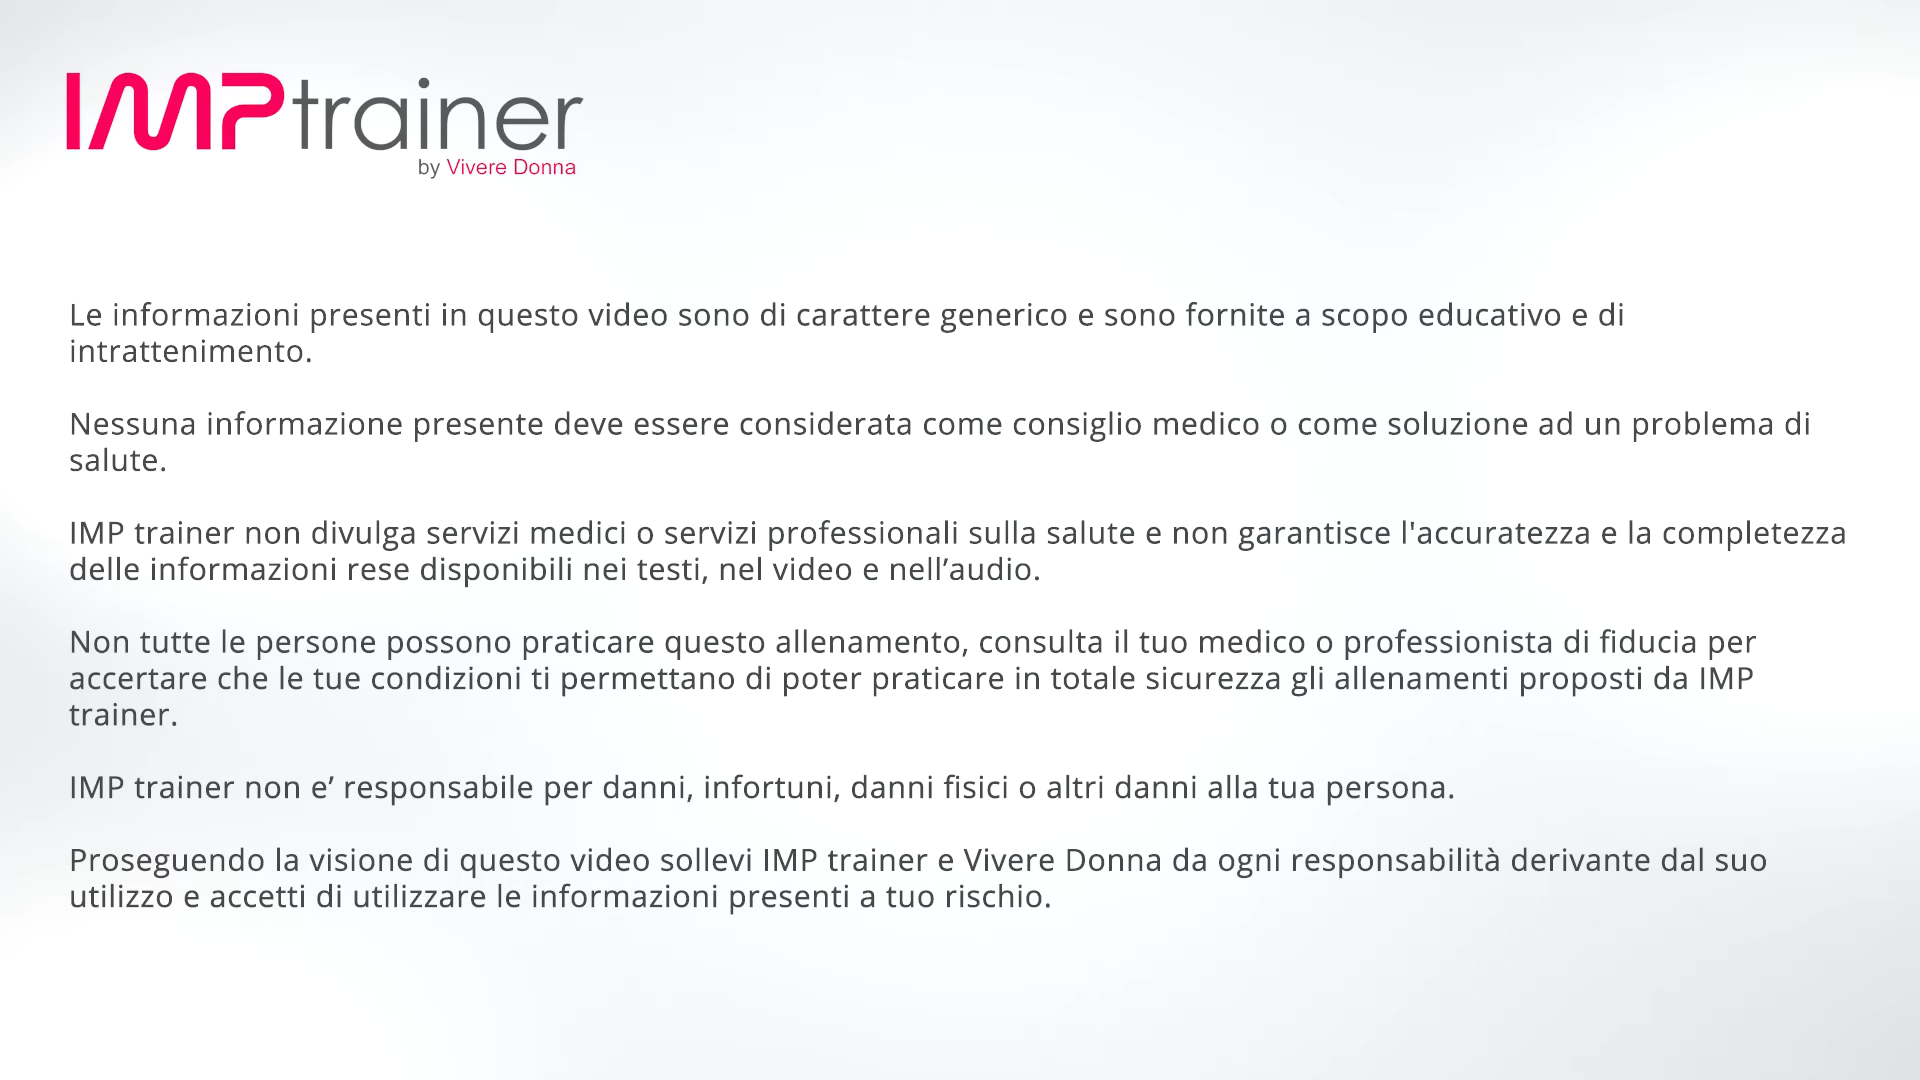 IMPtrainer
by Vivere Donna
Le informazioni presenti in questo video sono di carattere generico e sono fornite a scopo educativo e di
intrattenimento.
Nessuna informazione presente deve essere considerata come consiglio medico o come soluzione ad un problema di
salute.
IMP trainer non divulga servizi medici o servizi professionali sulla salute e non garantisce l'accuratezza e la completezza
delle informazioni rese disponibili nei testi, nel video e nell’audio.
Non tutte le persone possono praticare questo allenamento, consulta il tuo medico o professionista di fiducia per
accertare che le tue condizioni ti permettano di poter praticare in totale sicurezza gli allenamenti proposti da IMP
trainer.
IMP trainer non e’ responsabile per danni, infortuni, danni fisici o altri danni alla tua persona.
Proseguendo la visione di questo video sollevi IMP trainer e Vivere Donna da ogni responsabilità derivante dal suo
utilizzo e accetti di utilizzare le informazioni presenti a tuo rischio.